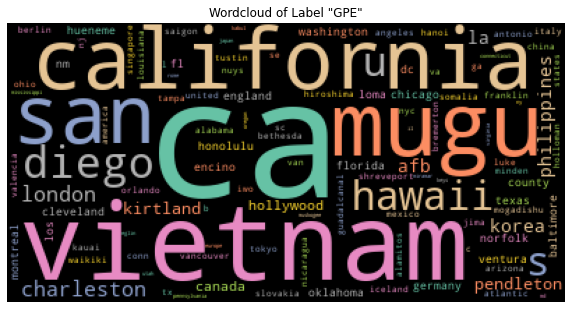 Wordcloud of Label "GPE"
berlin hueneme saigon washington angeles hanoi antonio italy
california
nm singapore louisiana fl tustin nuys u dc la va china ga states
ohio tampa united england hiroshima loma chicago somalia franklin
san ca mugu philippines
america alabama honolulu sc bethesda van nyc bremerton luke holloman
diego encino florida afb shreveport minden
valencia orlando iwo hollywood hawaii county
london kirtland guadalcanal texas mogadishu baltimore
cleveland los b mexico jima korea norfolk
vietnam
montreal kauai waikiki conn vancouver tokyo nicaragua alamitos c ventura s
charleston tx canada slovakia oklahoma germany iceland arizona pendleton
pennsylvania atlantic